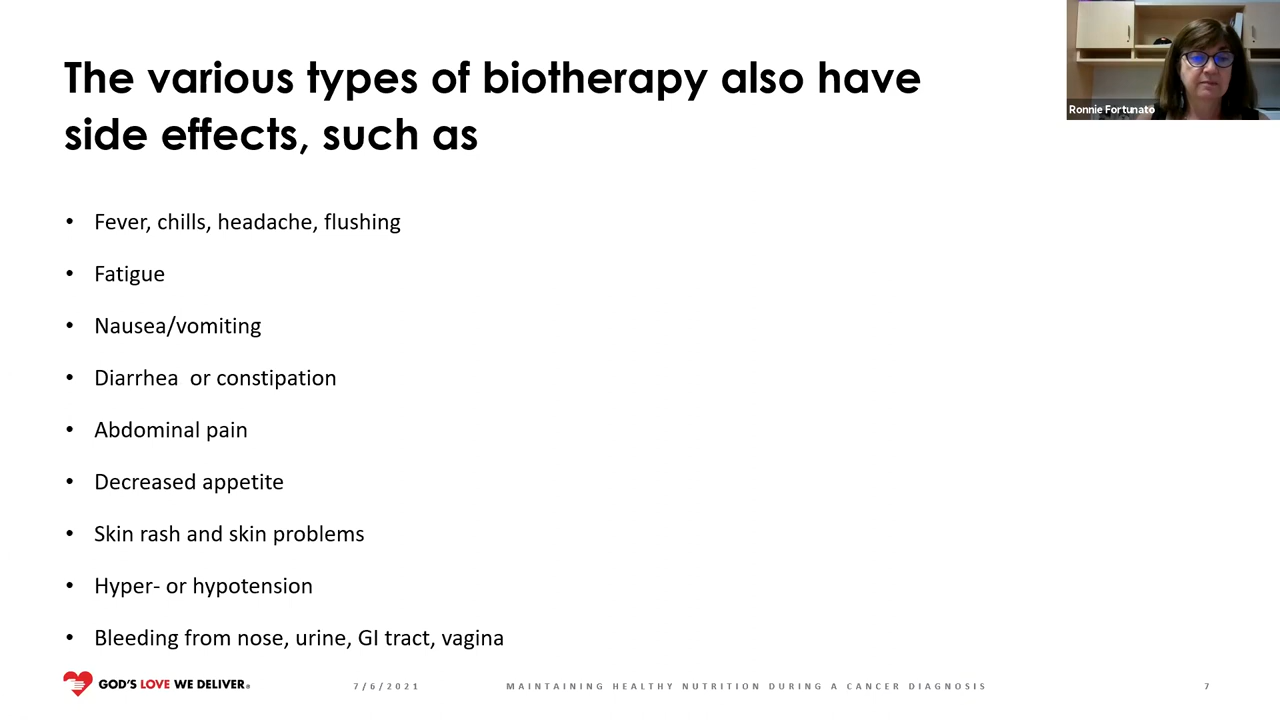 The various types of biotherapy also have
side effects, such as
Ronnie Fortunato
• Fever, chills, headache, flushing
• Fatigue
• Nausea/vomiting
• Diarrhea  or constipation
• Abdominal pain
• Decreased appetite
• Skin rash and skin problems
• Hyper- or hypotension
• Bleeding from nose, urine, GI tract, vagina
GOD'S LOVE WE DELIVER®
7/6/2021
MAINTAINING HEALTHY NUTRITION DURING A CANCER DIAGNOSIS
7